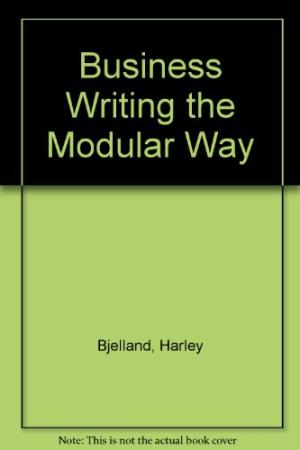 Business
Writing the
Modular Way
Bjelland, Harley
Note: This is not the actual book cover